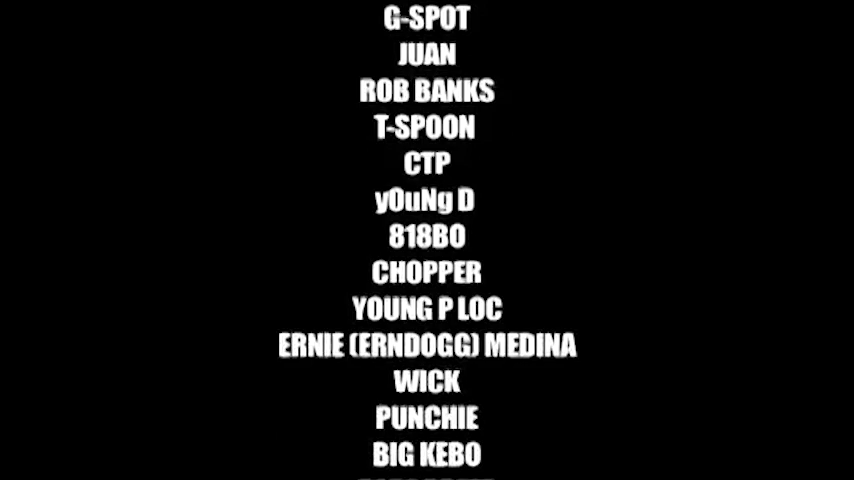 G-SPOT
JUAN
ROB BANKS
T-SPOON
CTP
yOuNg D
818BO
CHOPPER
YOUNG P LOC
ERNIE (ERNDOGG) MEDINA
WICK
PUNCHIE
BIG KEBO